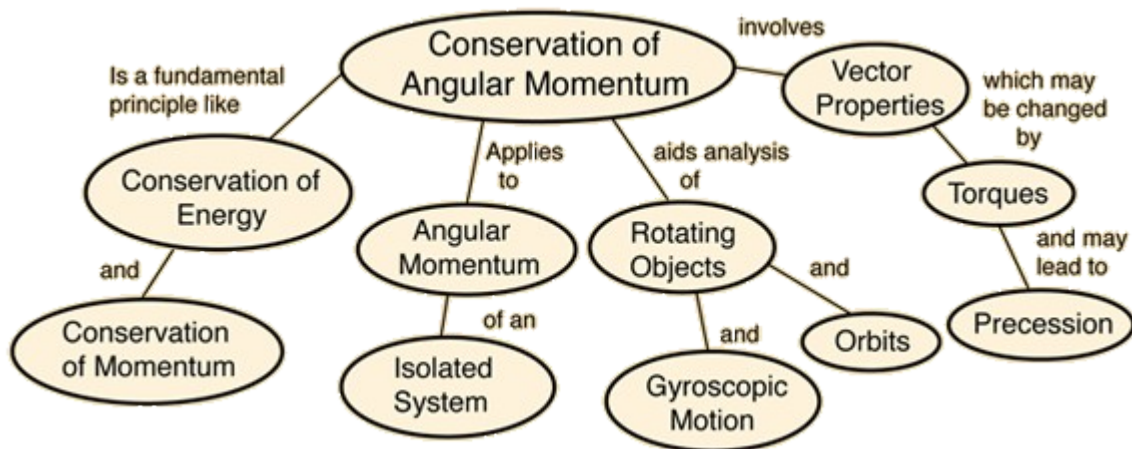 Conservation of
Angular Momentum
involves
Vector
Properties
which may
be changed
by
Torques
and may
lead to
Precession
Is a fundamental
principle like
Conservation of
Energy
and
Conservation
of Momentum
Applies
to
Angular
Momentum
of an
Isolated
System
aids analysis
of
Rotating
Objects
and
Gyroscopic
Motion
and
Orbits